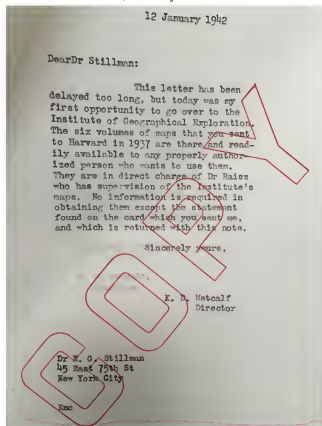 12 January 1942
DearDr Stillman:
This letter has been
delayed too long, but today was my
first opportunity to go over to the
Institute of Geographical Exploration.
The six volumes of maps that you sent
to Harvard in 1937 are there and read-
ily available to any properly author-
ized person who wants to use them.
They are in direct charge of Dr Raisz
who has supervision of the Institute's
maps. No information is required in
obtaining them except the statement
found on the card which you sent me,
and which is returned with this note.
Sincerely yours,
K. D. Metcalf
Director
Dr E. G. Stillman
45 East 75th St
New York City
Enc
COPY